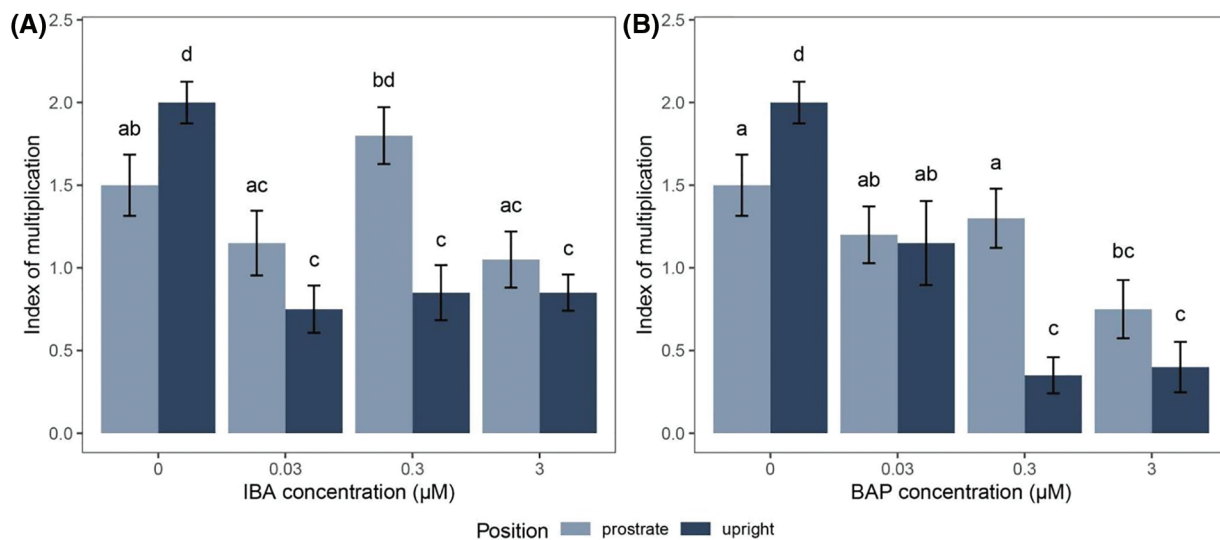 (A)
2.5
2.0
1.5
1.0
0.5
0.0
Index of multiplication
ab
d
ac
c
bd
c
ac
c
0
0.03
0.3
3
IBA concentration (µM)
(B)
2.5
2.0
1.5
1.0
0.5
0.0
Index of multiplication
a
d
ab
ab
a
c
bc
c
0
0.03
0.3
3
BAP concentration (µM)
Position prostrate upright